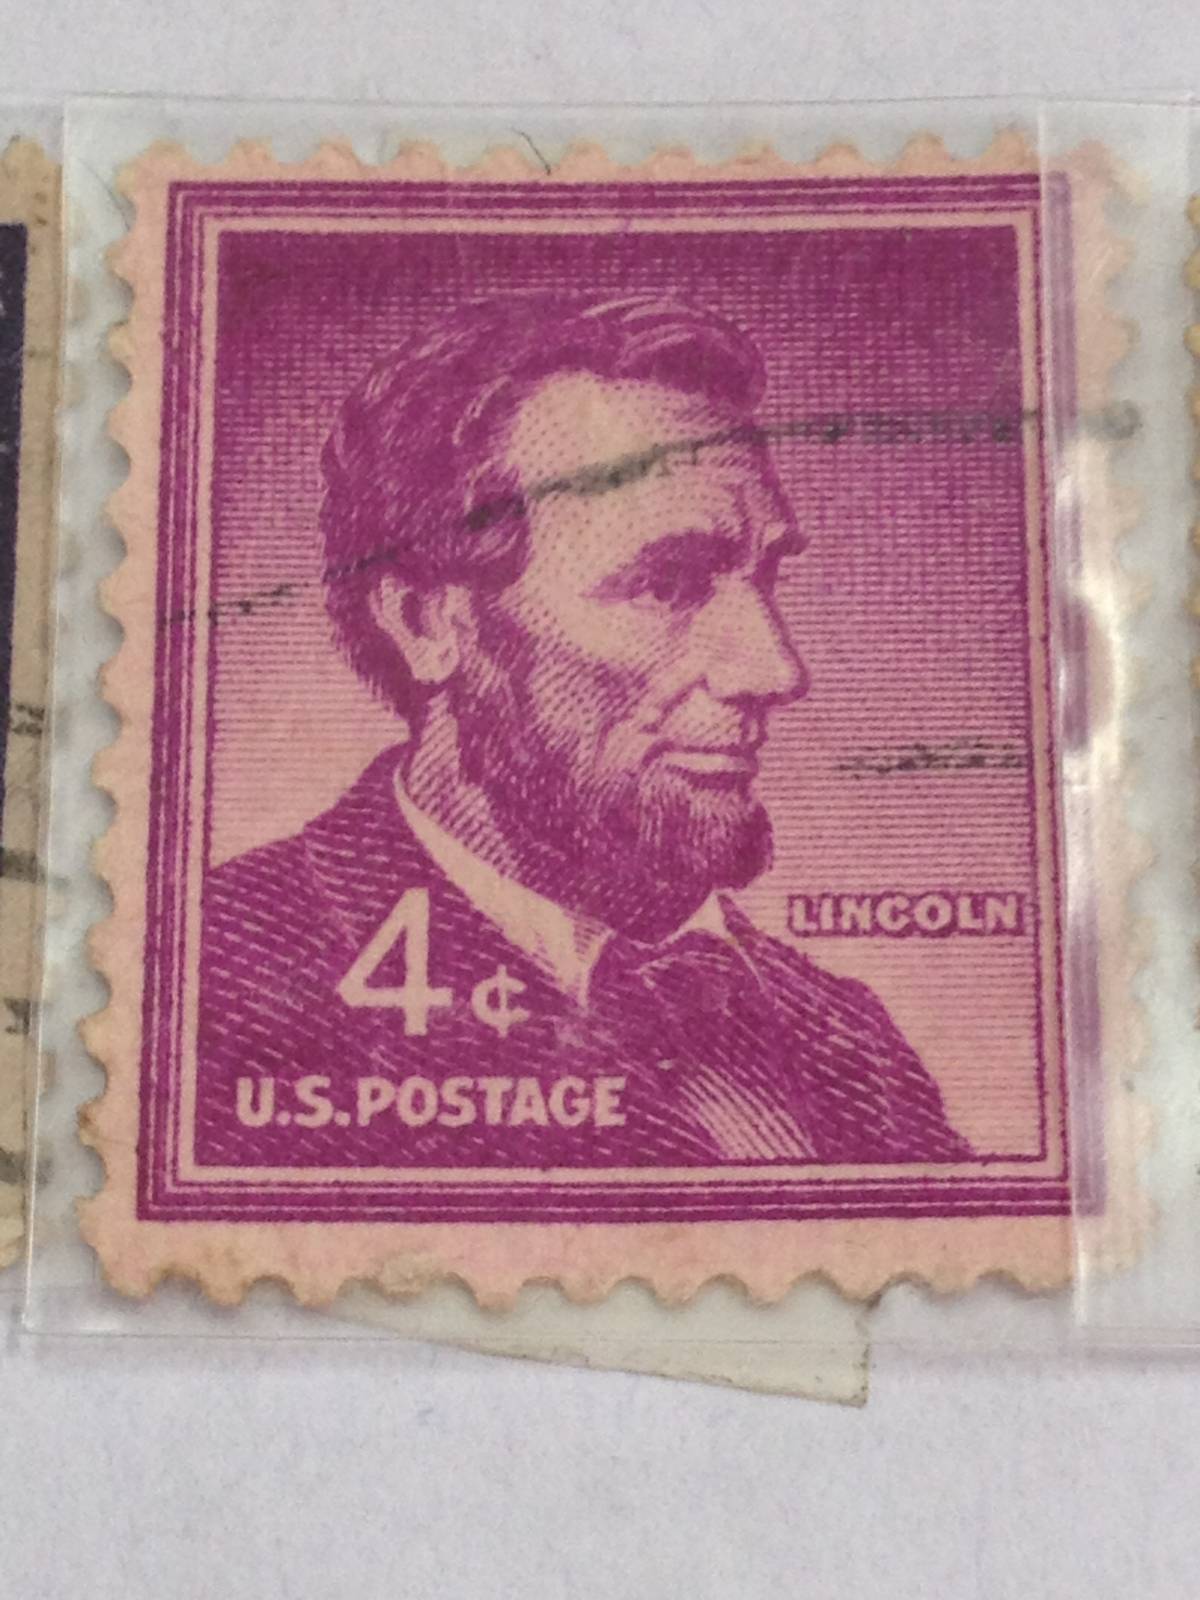 LINCOLN
4¢
U.S. POSTAGE